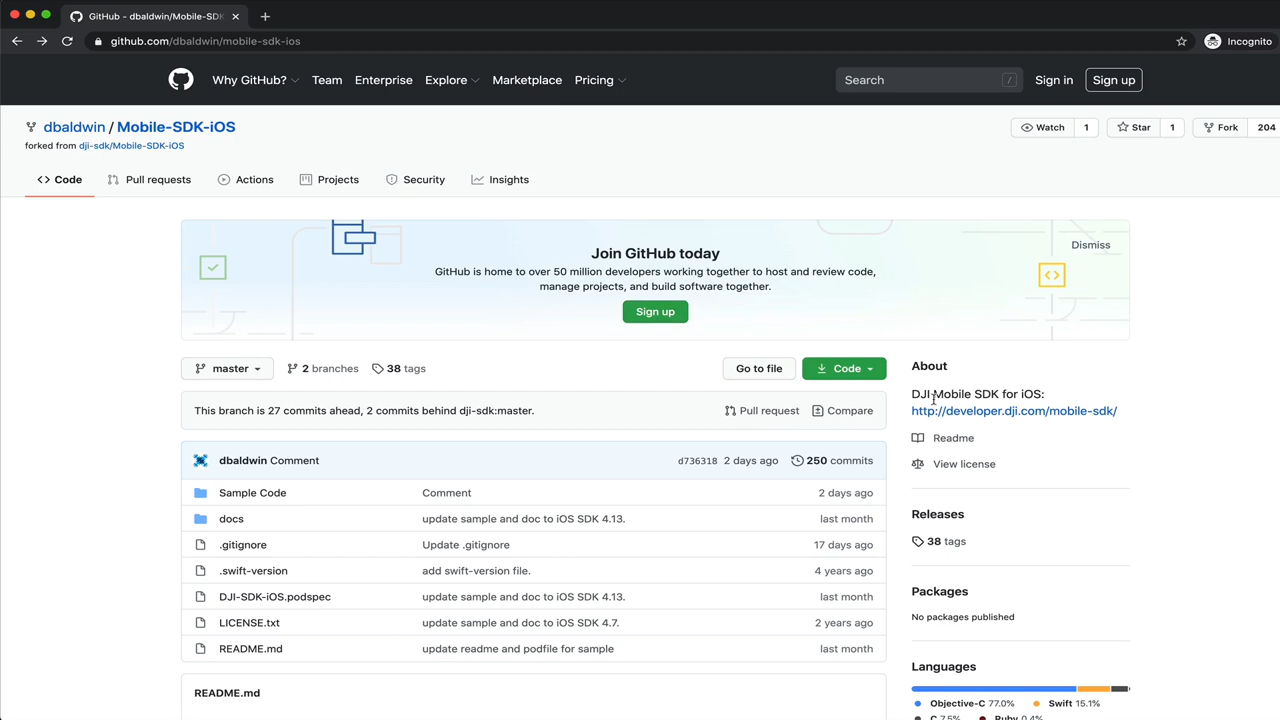 GitHub - dbaldwin/Mobile-SDK
github.com/dbaldwin/mobile-sdk-ios
Incognito
Why GitHub?
Team
Enterprise
Explore
Marketplace
Pricing
Search
/
Sign in
Sign up
dbaldwin / Mobile-SDK-iOS
forked from dji-sdk/Mobile-SDK-iOS
Watch 1
Star 1
Fork 204
Code
Pull requests
Actions
Projects
Security
Insights
Join GitHub today
Dismiss
GitHub is home to over 50 million developers working together to host and review code,
manage projects, and build software together.
Sign up
master
2 branches
38 tags
Go to file
Code
This branch is 27 commits ahead, 2 commits behind dji-sdk:master.
Pull request
Compare
dbaldwin Comment
d736318 2 days ago
250 commits
Sample Code Comment 2 days ago
docs update sample and doc to iOS SDK 4.13. last month
.gitignore Update .gitignore 17 days ago
.swift-version add swift-version file. 4 years ago
DJI-SDK-iOS.podspec update sample and doc to iOS SDK 4.13. last month
LICENSE.txt update sample and doc to iOS SDK 4.7. 2 years ago
README.md update readme and podfile for sample last month
README.md
About
DJI Mobile SDK for iOS:
http://developer.dji.com/mobile-sdk/
Readme
View license
Releases
38 tags
Packages
No packages published
Languages
Objective-C 77.0%
Swift 15.1%
C 7.5%
Ruby 0.4%